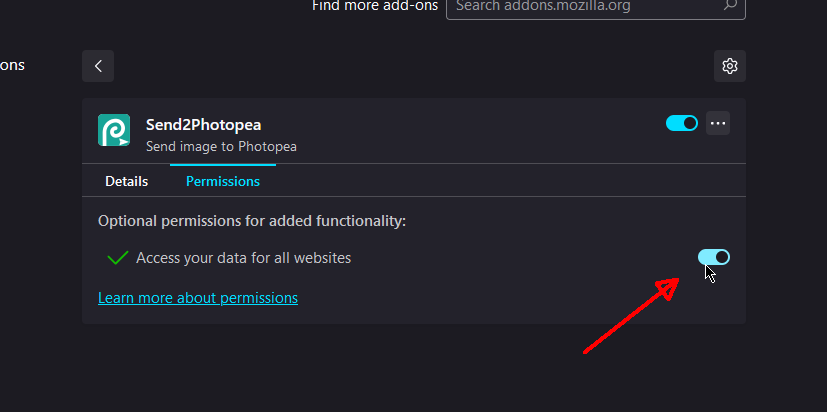 Find more add-ons
Search addons.mozilla.org
ons
Send2Photopea
Send image to Photopea
Details
Permissions
Optional permissions for added functionality:
Access your data for all websites
Learn more about permissions